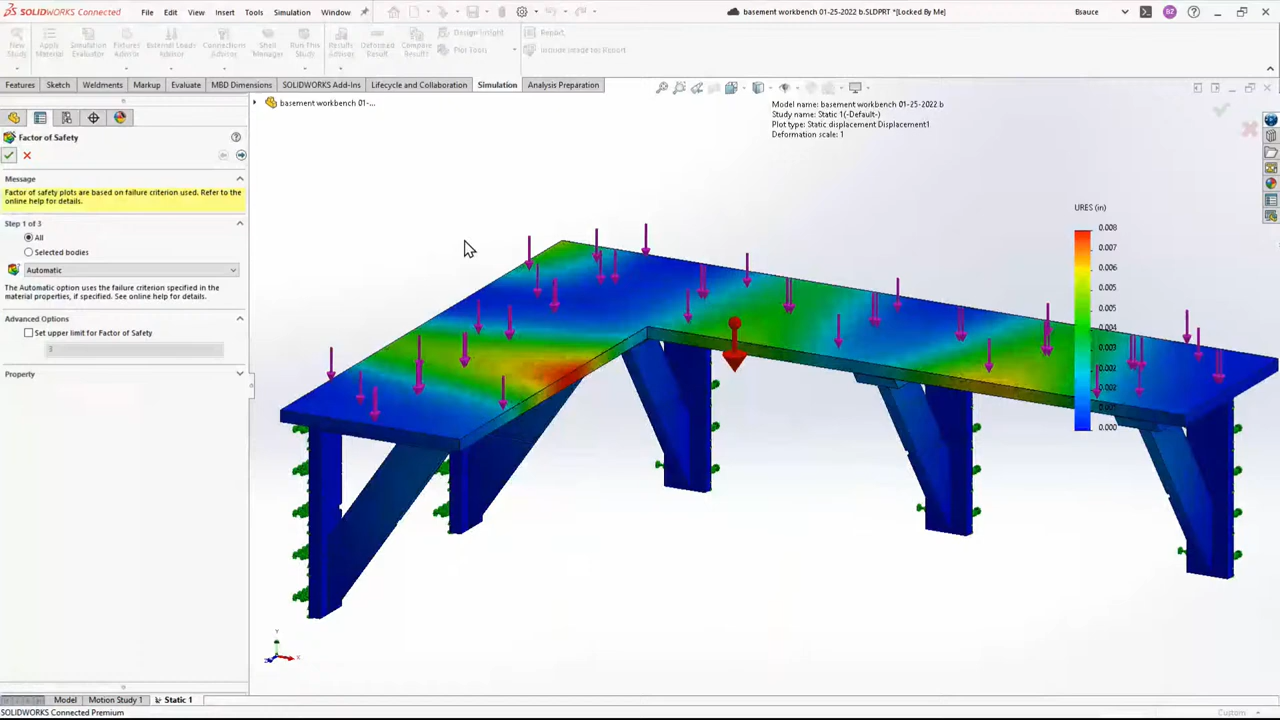 SOLIDWORKS Connected
File Edit View Insert Tools Simulation Window
basement workbench 01-25-2022 b.SLDPRT *[Locked By Me]
Bsauce
BZ
New Study
Apply Material
Simulation Evaluator
Fixtures Advisor
External Loads Advisor
Connections Advisor
Shell Manager
Run This Study
Results Advisor
Deformed Result
Compare Results
Design Insight
Plot Tools
Report
Include Image for Report
Features Sketch Weldments Markup Evaluate MBD Dimensions SOLIDWORKS Add-Ins Lifecycle and Collaboration Simulation Analysis Preparation
basement workbench 01-...
Model name: basement workbench 01-25-2022 b
Study name: Static 1(-Default-)
Plot type: Static displacement Displacement1
Deformation scale: 1
Factor of Safety
Message
Factor of safety plots are based on failure criterion used. Refer to the
online help for details.
Step 1 of 3
All
Selected bodies
Automatic
The Automatic option uses the failure criterion specified in the
material properties, if specified. See online help for details.
Advanced Options
Set upper limit for Factor of Safety
Property
URES (in)
0.008
0.007
0.006
0.005
0.004
0.003
0.002
0.000
Y
X
Z
Model Motion Study 1 Static 1
SOLIDWORKS Connected Premium
Custom